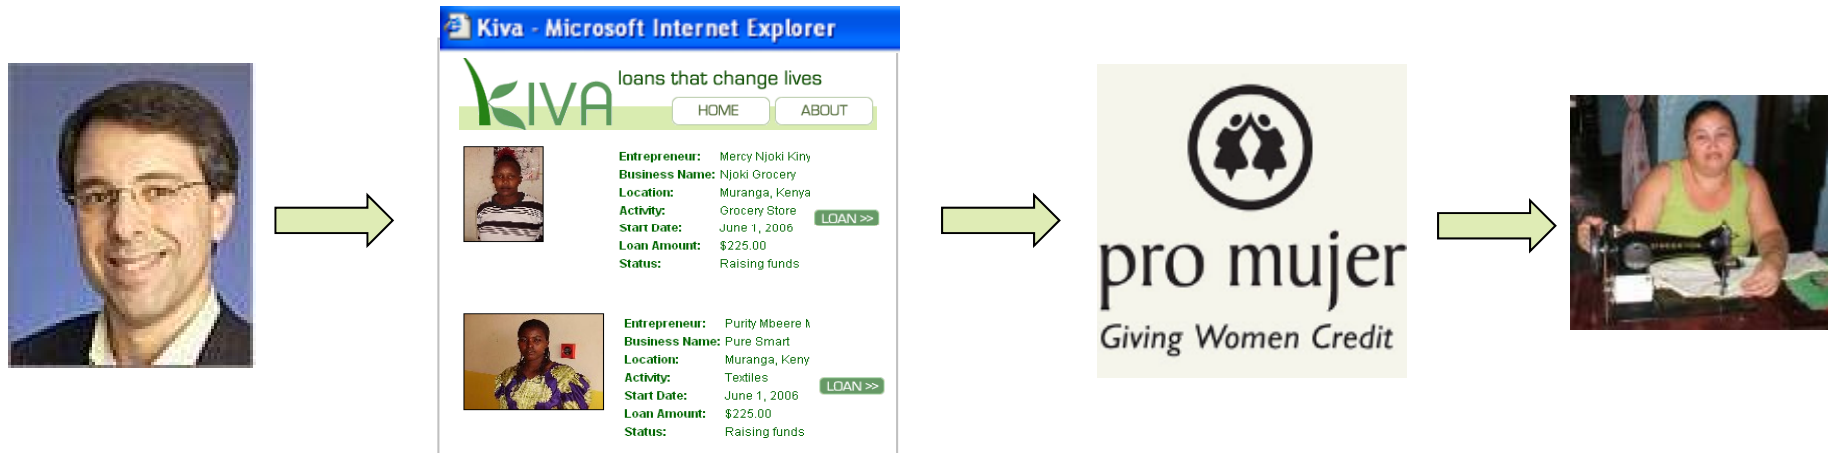 Kiva - Microsoft Internet Explorer
KIVA
loans that change lives
HOME ABOUT
Entrepreneur: Mercy Njoki Kiny
Business Name: Njoki Grocery
Location: Muranga, Kenya
Activity: Grocery Store
Start Date: June 1, 2006
Loan Amount: $225.00
Status: Raising funds
LOAN >>
Entrepreneur: Purity Mbeere M
Business Name: Pure Smart
Location: Muranga, Keny
Activity: Textiles
Start Date: June 1, 2006
Loan Amount: $225.00
Status: Raising funds
LOAN >>
pro mujer
Giving Women Credit